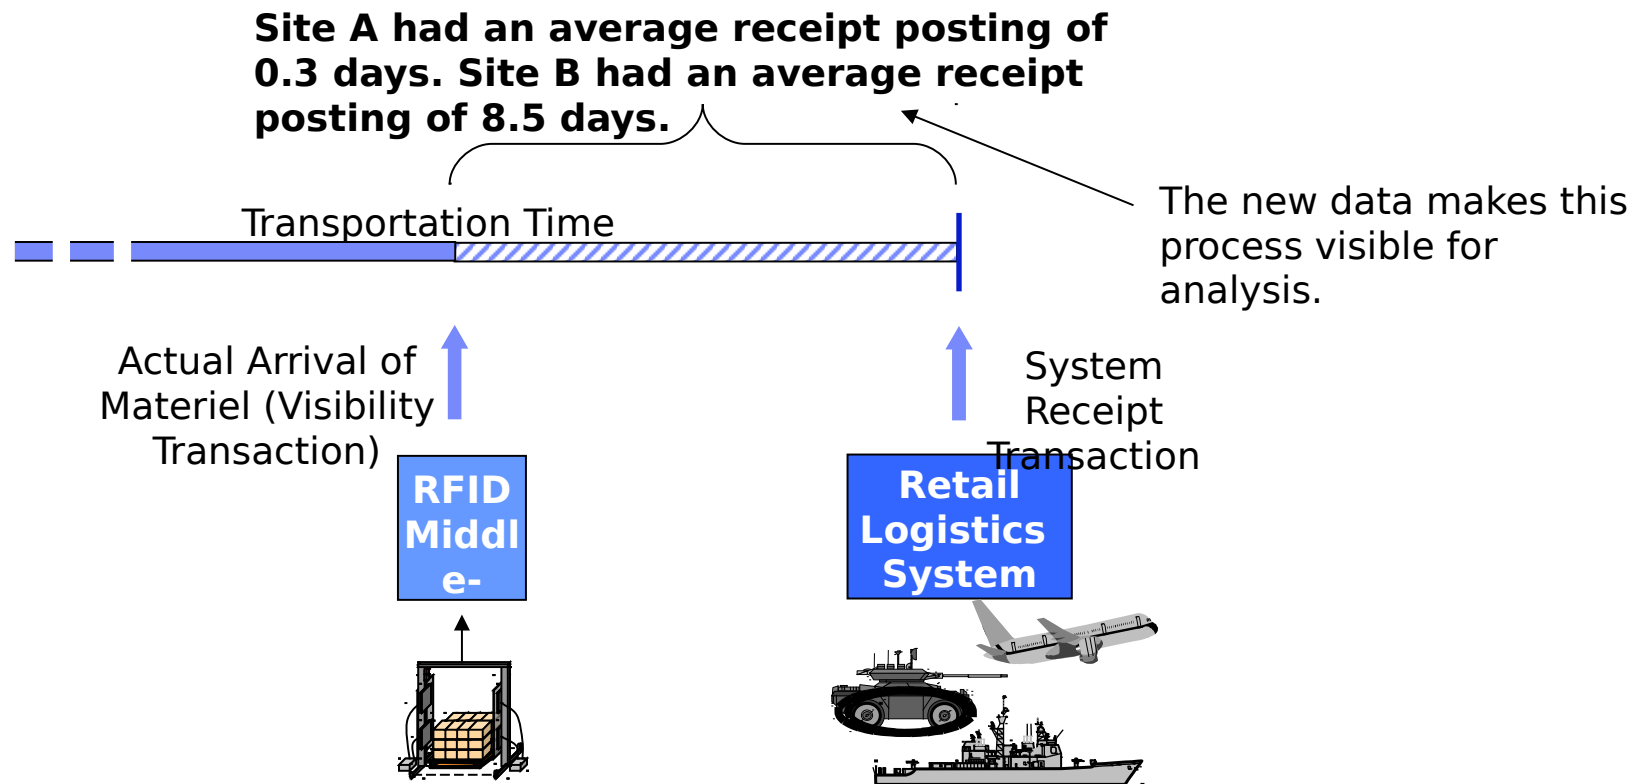 Site A had an average receipt posting of
0.3 days. Site B had an average receipt
posting of 8.5 days.
The new data makes this
process visible for
analysis.
Transportation Time
Actual Arrival of
Materiel (Visibility
Transaction)
System
Receipt
Transaction
RFID
Middl
e-
Retail
Logistics
System